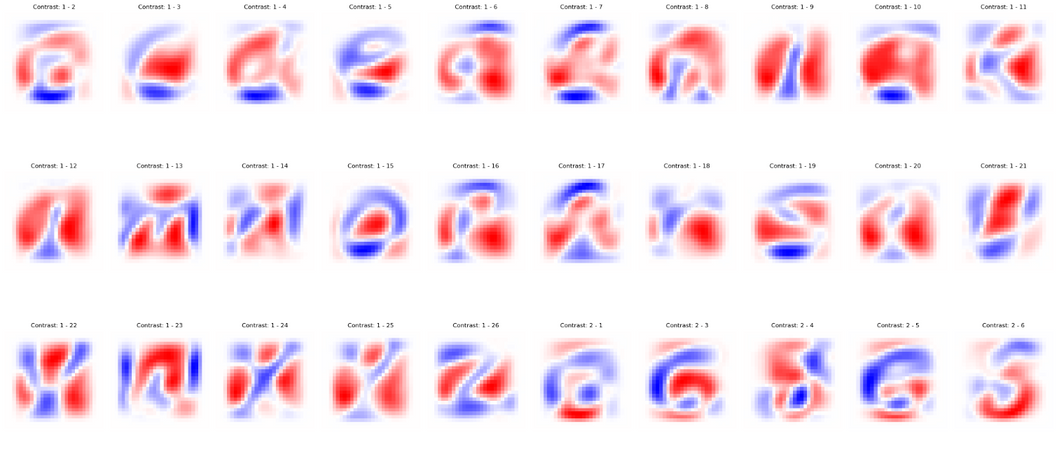 Contrast: 1 - 2 Contrast: 1 - 3 Contrast: 1 - 4 Contrast: 1 - 5 Contrast: 1 - 6 Contrast: 1 - 7 Contrast: 1 - 8 Contrast: 1 - 9 Contrast: 1 - 10 Contrast: 1 - 11
Contrast: 1 - 12 Contrast: 1 - 13 Contrast: 1 - 14 Contrast: 1 - 15 Contrast: 1 - 16 Contrast: 1 - 17 Contrast: 1 - 18 Contrast: 1 - 19 Contrast: 1 - 20 Contrast: 1 - 21
Contrast: 1 - 22 Contrast: 1 - 23 Contrast: 1 - 24 Contrast: 1 - 25 Contrast: 1 - 26 Contrast: 2 - 1 Contrast: 2 - 3 Contrast: 2 - 4 Contrast: 2 - 5 Contrast: 2 - 6